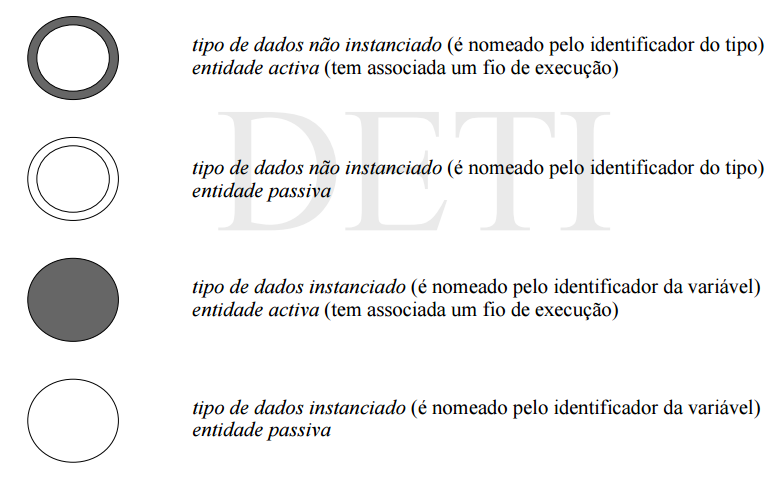 tipo de dados não instanciado (é nomeado pelo identificador do tipo)
entidade activa (tem associada um fio de execução)
DETI
tipo de dados não instanciado (é nomeado pelo identificador do tipo)
entidade passiva
tipo de dados instanciado (é nomeado pelo identificador da variável)
entidade activa (tem associada um fio de execução)
tipo de dados instanciado (é nomeado pelo identificador da variável)
entidade passiva